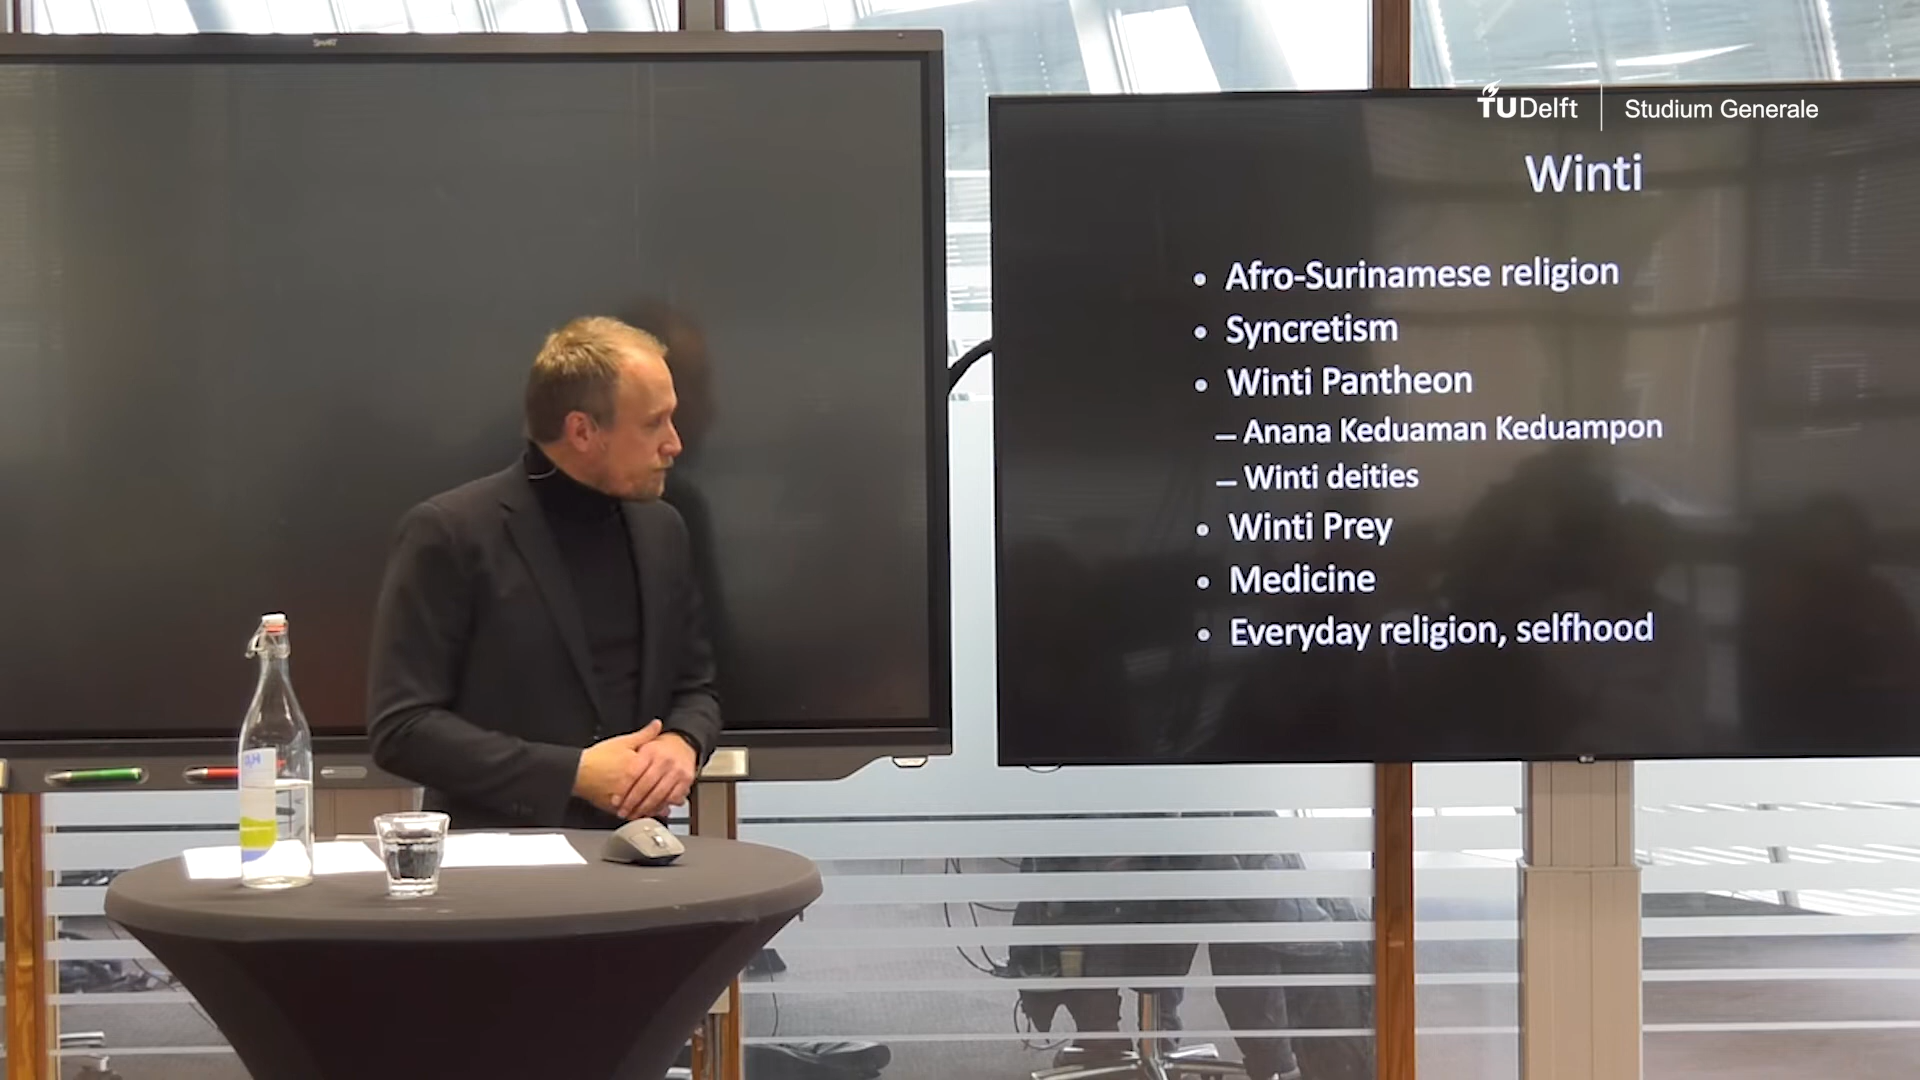 SMART
TUDelft | Studium Generale
Winti
• Afro-Surinamese religion
• Syncretism
• Winti Pantheon
– Anana Keduaman Keduampon
– Winti deities
• Winti Prey
• Medicine
• Everyday religion, selfhood